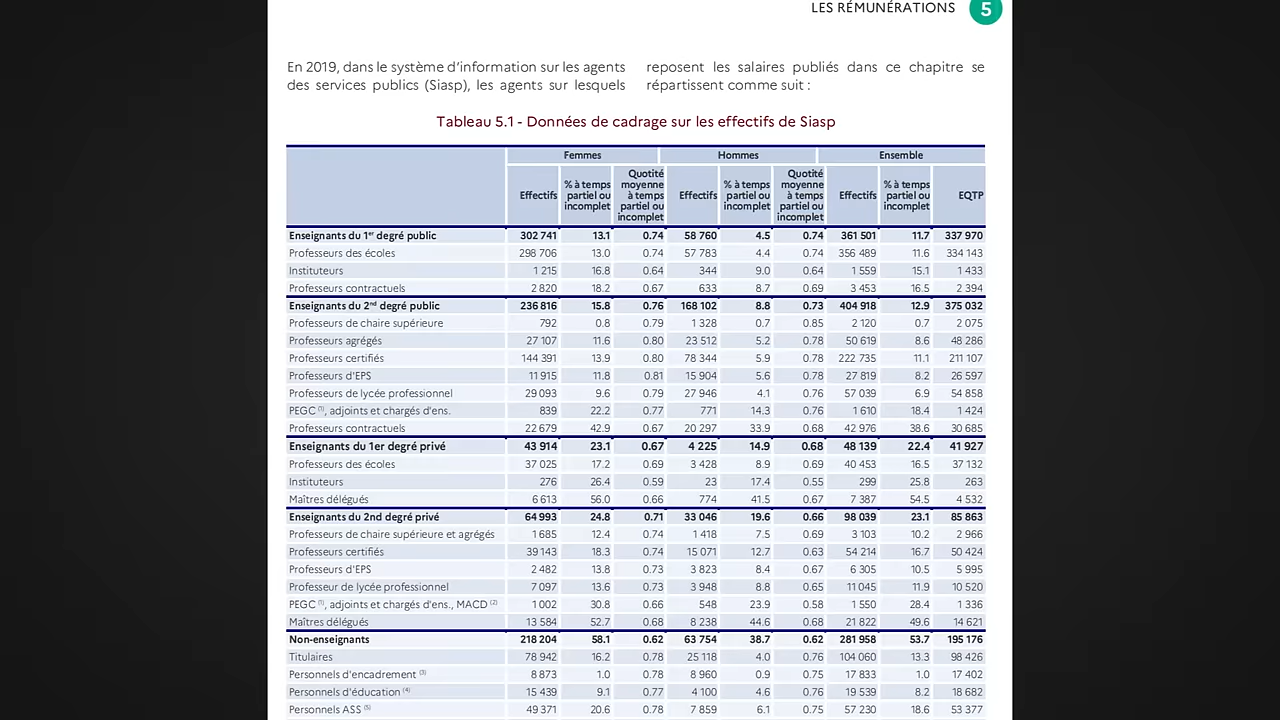 LES RÉMUNÉRATIONS 5
En 2019, dans le système d'information sur les agents
des services publics (Siasp), les agents sur lesquels
reposent les salaires publiés dans ce chapitre se
répartissent comme suit :
Tableau 5.1 - Données de cadrage sur les effectifs de Siasp
Femmes Hommes Ensemble
Effectifs % à temps partiel ou incomplet Quotité moyenne à temps partiel ou incomplet Effectifs % à temps partiel ou incomplet Quotité moyenne à temps partiel ou incomplet Effectifs % à temps partiel ou incomplet EQTP
Enseignants du 1er degré public 302 741 13.1 0.74 58 760 4.5 0.74 361 501 11.7 337 970
Professeurs des écoles 298 706 13.0 0.74 57 783 4.4 0.74 356 489 11.6 334 143
Instituteurs 1 215 16.8 0.64 344 9.0 0.64 1 559 15.1 1 433
Professeurs contractuels 2 820 18.2 0.67 633 8.7 0.69 3 453 16.5 2 394
Enseignants du 2nd degré public 236 816 15.8 0.76 168 102 8.8 0.73 404 918 12.9 375 032
Professeurs de chaire supérieure 792 0.8 0.79 1 328 0.7 0.85 2 120 0.7 2 075
Professeurs agrégés 27 107 11.6 0.80 23 512 5.2 0.78 50 619 8.6 48 286
Professeurs certifiés 144 391 13.9 0.80 78 344 5.9 0.78 222 735 11.1 211 107
Professeurs d'EPS 11 915 11.8 0.81 15 904 5.6 0.78 27 819 8.2 26 597
Professeurs de lycée professionnel 29 093 9.6 0.79 27 946 4.1 0.76 57 039 6.9 54 858
PEGC (1), adjoints et chargés d'ens. 839 22.2 0.77 771 14.3 0.76 1 610 18.4 1 424
Professeurs contractuels 22 679 42.9 0.67 20 297 33.9 0.68 42 976 38.6 30 685
Enseignants du 1er degré privé 43 914 23.1 0.67 4 225 14.9 0.68 48 139 22.4 41 927
Professeurs des écoles 37 025 17.2 0.69 3 428 8.9 0.69 40 453 16.5 37 132
Instituteurs 276 26.4 0.59 23 17.4 0.55 299 25.8 263
Maîtres délégués 6 613 56.0 0.66 774 41.5 0.67 7 387 54.5 4 532
Enseignants du 2nd degré privé 64 993 24.8 0.71 33 046 19.6 0.66 98 039 23.1 85 863
Professeurs de chaire supérieure et agrégés 1 685 12.4 0.74 1 418 7.5 0.69 3 103 10.2 2 966
Professeurs certifiés 39 143 18.3 0.74 15 071 12.7 0.63 54 214 16.7 50 424
Professeurs d'EPS 2 482 13.8 0.73 3 823 8.4 0.67 6 305 10.5 5 995
Professeur de lycée professionnel 7 097 13.6 0.73 3 948 8.8 0.65 11 045 11.9 10 520
PEGC (1), adjoints et chargés d'ens., MACD (2) 1 002 30.8 0.66 548 23.9 0.58 1 550 28.4 1 336
Maîtres délégués 13 584 52.7 0.68 8 238 44.6 0.68 21 822 49.6 14 621
Non-enseignants 218 204 58.1 0.62 63 754 38.7 0.62 281 958 53.7 195 176
Titulaires 78 942 16.2 0.78 25 118 4.0 0.76 104 060 13.3 98 426
Personnels d'encadrement (3) 8 873 1.0 0.78 8 960 0.9 0.75 17 833 1.0 17 402
Personnels d'éducation (4) 15 439 9.1 0.77 4 100 4.6 0.76 19 539 8.2 18 682
Personnels ASS (5) 49 371 20.6 0.78 7 859 6.1 0.75 57 230 18.6 53 377